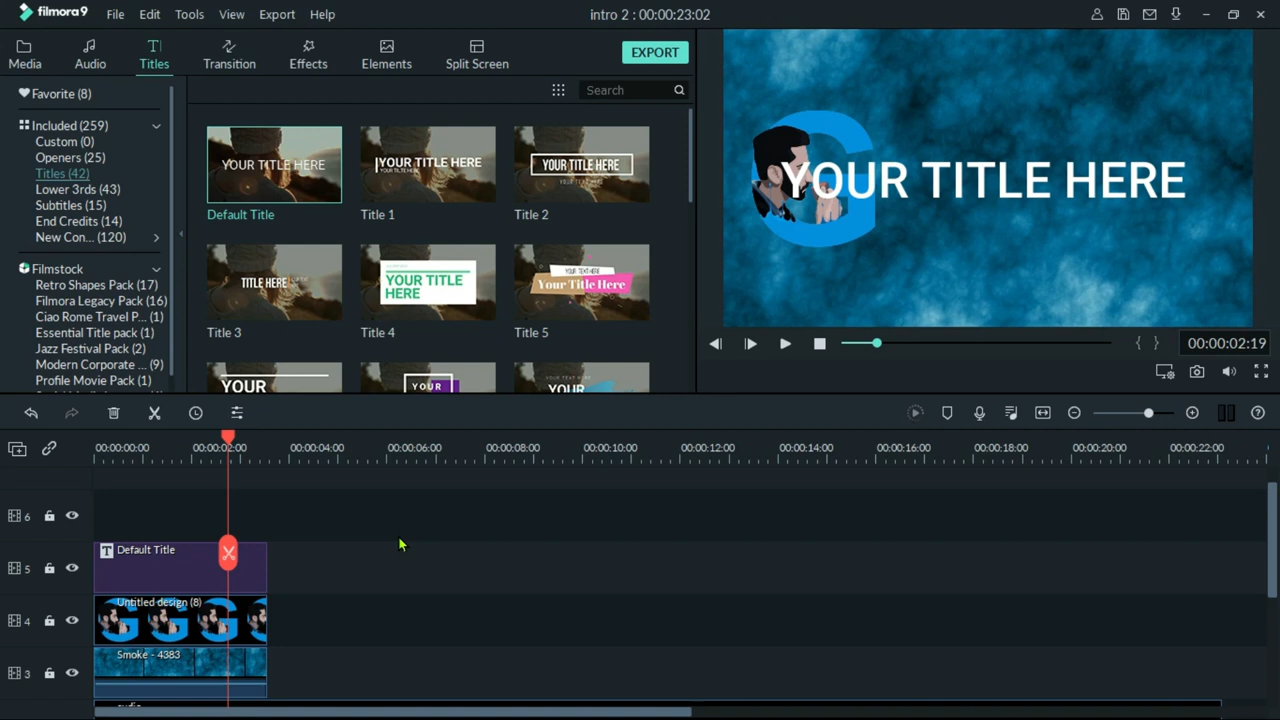 filmora9
File Edit Tools View Export Help
intro 2 : 00:00:23:02
Media Audio Titles Transition Effects Elements Split Screen
EXPORT
Favorite (8)
Included (259)
Custom (0)
Openers (25)
Titles (42)
Lower 3rds (43)
Subtitles (15)
End Credits (14)
New Con... (120)
Filmstock
Retro Shapes Pack (17)
Filmora Legacy Pack (16)
Ciao Rome Travel P... (1)
Essential Title pack (1)
Jazz Festival Pack (2)
Modern Corporate ... (9)
Profile Movie Pack (1)
Search
YOUR TITLE HERE
Default Title
YOUR TITLE HERE
Title 1
YOUR TITLE HERE
Title 2
TITLE HERE
Title 3
YOUR TITLE
HERE
Title 4
YOUR TEXT HERE
Your Title Here
Title 5
YOUR
YOUR
YOUR
G
YOUR TITLE HERE
00:00:02:19
00:00:00:00 00:00:02:00 00:00:04:00 00:00:06:00 00:00:08:00 00:00:10:00 00:00:12:00 00:00:14:00 00:00:16:00 00:00:18:00 00:00:20:00 00:00:22:00
6
5
T Default Title
4
Untitled design (8)
G G G G
3
Smoke - 4383